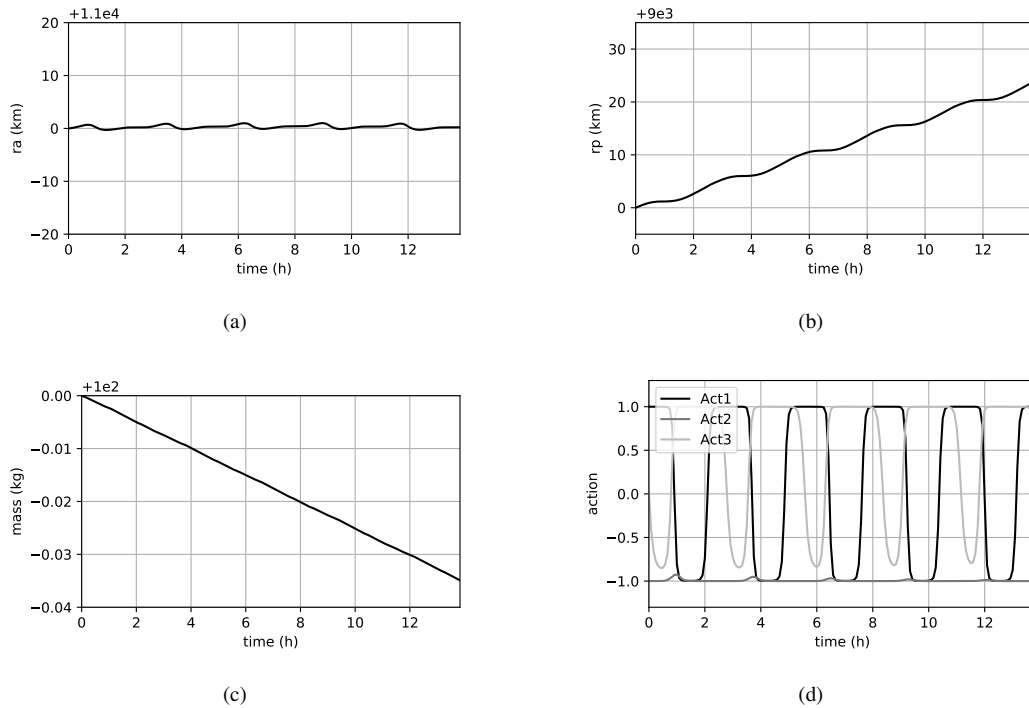 +1.1e4
20
10
0
−10
−20
ra (km)
0 2 4 6 8 10 12
time (h)
(a)
+9e3
30
20
10
0
rp (km)
0 2 4 6 8 10 12
time (h)
(b)
+1e2
0.00
−0.01
−0.02
−0.03
−0.04
mass (kg)
0 2 4 6 8 10 12
time (h)
(c)
1.0
0.5
0.0
−0.5
−1.0
action
Act1
Act2
Act3
0 2 4 6 8 10 12
time (h)
(d)